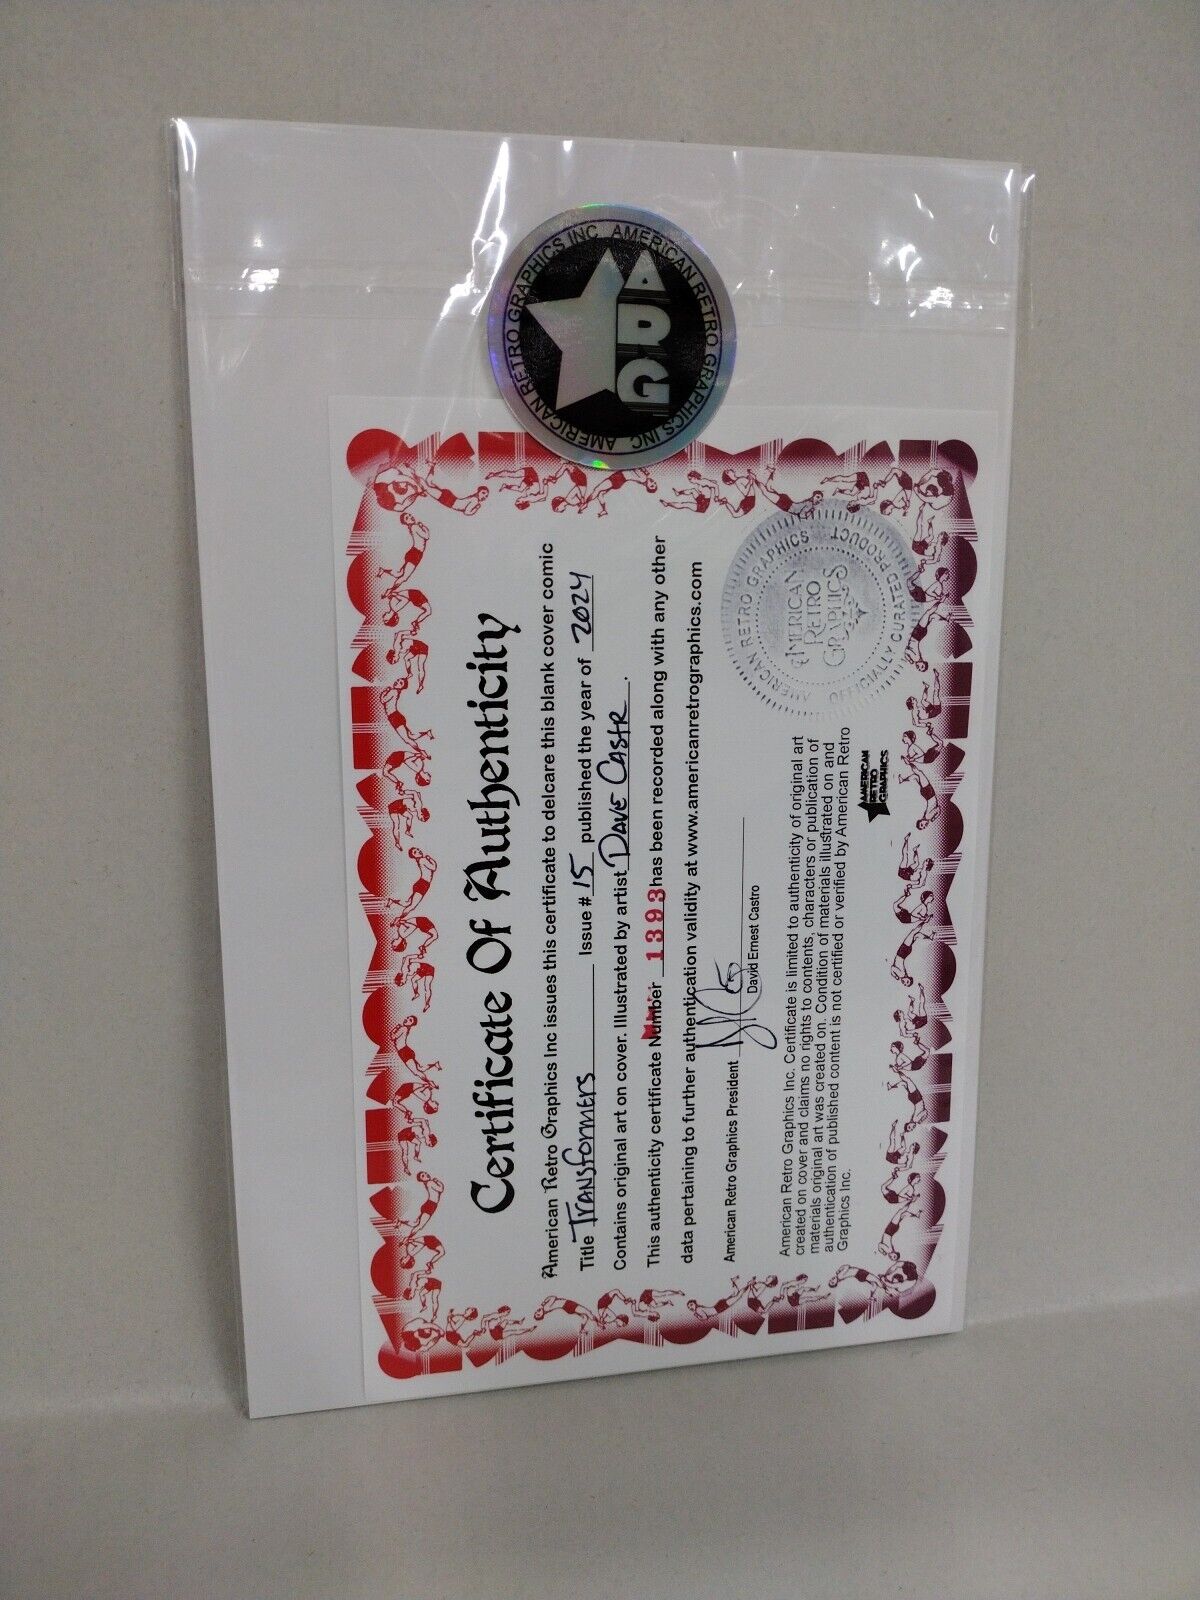 AMERICAN RETRO GRAPHICS INC. AMERICAN RETRO GRAPHICS INC.
ARG
Certificate Of Authenticity
American Retro Graphics Inc issues this certificate to delcare this blank cover comic
Title Transformers Issue # 15 published the year of 2024
Contains original art on cover. Illustrated by artist Dave Castr.
This authenticity certificate Number 1393 has been recorded along with any other
data pertaining to further authentication validity at www.americanretrographics.com
American Retro Graphics President
David Ernest Castro
American Retro Graphics Inc. Certificate is limited to authenticity of original art
created on cover and claims no rights to contents, characters or publication of
materials original art was created on. Condition of materials illustrated on and
authentication of published content is not certified or verified by American Retro
Graphics Inc.
AMERICAN
RETRO
GRAPHICS
AMERICAN RETRO GRAPHICS
OFFICIALLY CURATED PRODUCT
AMERICAN
RETRO
GRAPHICS